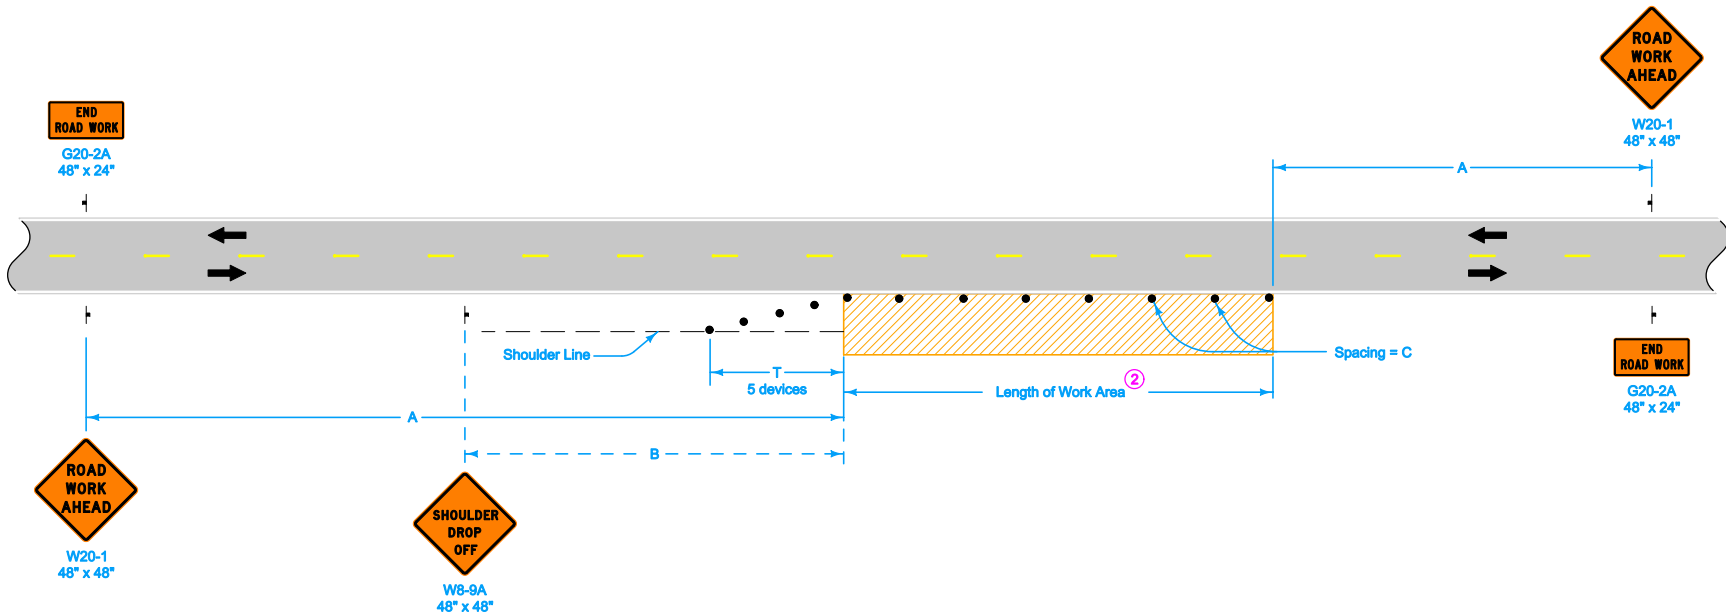 ROAD
WORK
AHEAD
W20-1
48" x 48"
END
ROAD WORK
G20-2A
48" x 24"
A
Shoulder Line
Spacing = C
T
5 devices
Length of Work Area
2
END
ROAD WORK
G20-2A
48" x 24"
A
B
ROAD
WORK
AHEAD
W20-1
48" x 48"
SHOULDER
DROP
OFF
W8-9A
48" x 48"